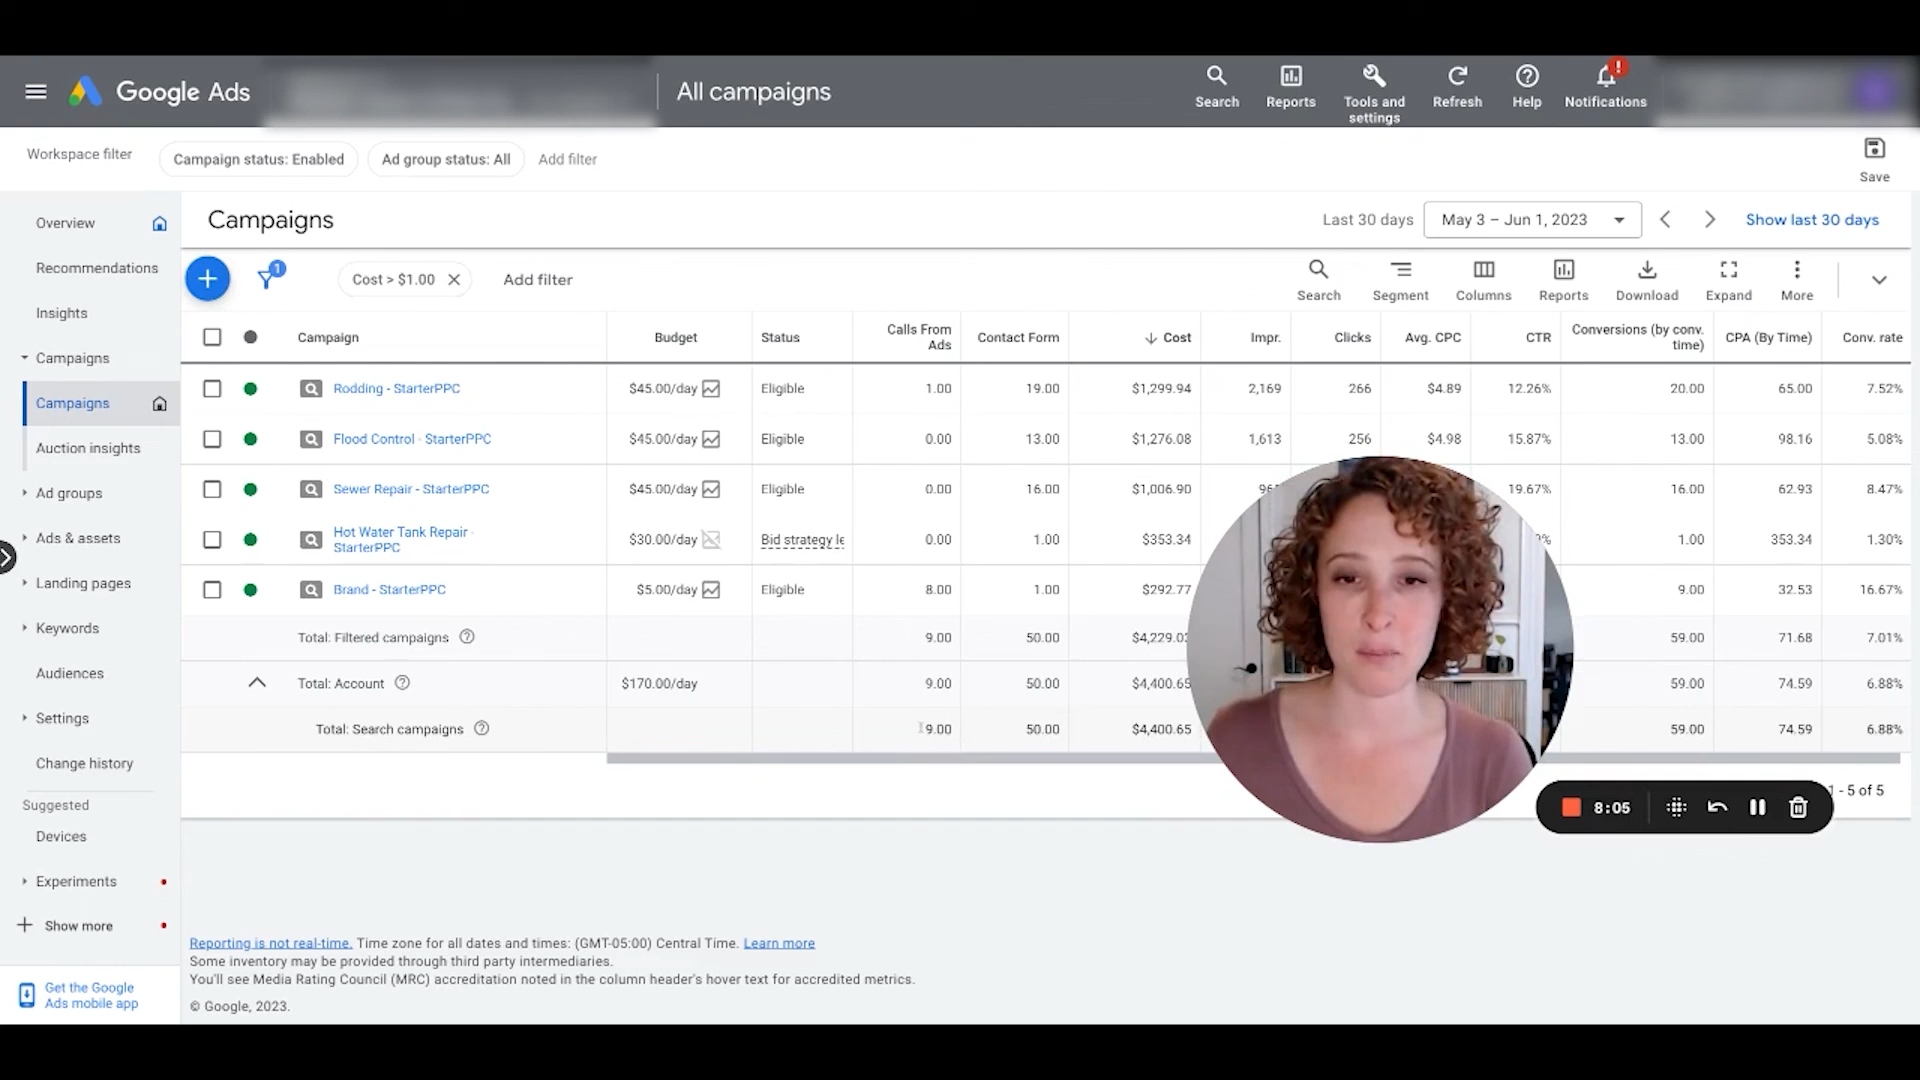 Google Ads
All campaigns
Search
Reports
Tools and
settings
Refresh
Help
!
Notifications
Workspace filter
Campaign status: Enabled
Ad group status: All
Add filter
Save
Overview
Recommendations
Insights
Campaigns
Campaigns
Auction insights
Ad groups
Ads & assets
Landing pages
Keywords
Audiences
Settings
Change history
Suggested
Devices
Experiments
Show more
Get the Google
Ads mobile app
Campaigns
Last 30 days
May 3 – Jun 1, 2023
Show last 30 days
1
Cost > $1.00
Add filter
Search
Segment
Columns
Reports
Download
Expand
More
Campaign Budget Status Calls From Ads Contact Form Cost Impr. Clicks Avg. CPC CTR Conversions (by conv. time) CPA (By Time) Conv. rate
Rodding - StarterPPC $45.00/day Eligible 1.00 19.00 $1,299.94 2,169 266 $4.89 12.26% 20.00 65.00 7.52%
Flood Control - StarterPPC $45.00/day Eligible 0.00 13.00 $1,276.08 1,613 256 $4.98 15.87% 13.00 98.16 5.08%
Sewer Repair - StarterPPC $45.00/day Eligible 0.00 16.00 $1,006.90 19.67% 16.00 62.93 8.47%
Hot Water Tank Repair - StarterPPC $30.00/day Bid strategy le 0.00 1.00 $353.34 1.00 353.34 1.30%
Brand - StarterPPC $5.00/day Eligible 8.00 1.00 $292.77 9.00 32.53 16.67%
Total: Filtered campaigns 9.00 50.00 59.00 71.68 7.01%
Total: Account $170.00/day 9.00 50.00 $4,400.65 59.00 74.59 6.88%
Total: Search campaigns 9.00 50.00 $4,400.65 59.00 74.59 6.88%
1 - 5 of 5
8:05
Reporting is not real-time. Time zone for all dates and times: (GMT-05:00) Central Time. Learn more
Some inventory may be provided through third party intermediaries.
You'll see Media Rating Council (MRC) accreditation noted in the column header's hover text for accredited metrics.
© Google, 2023.